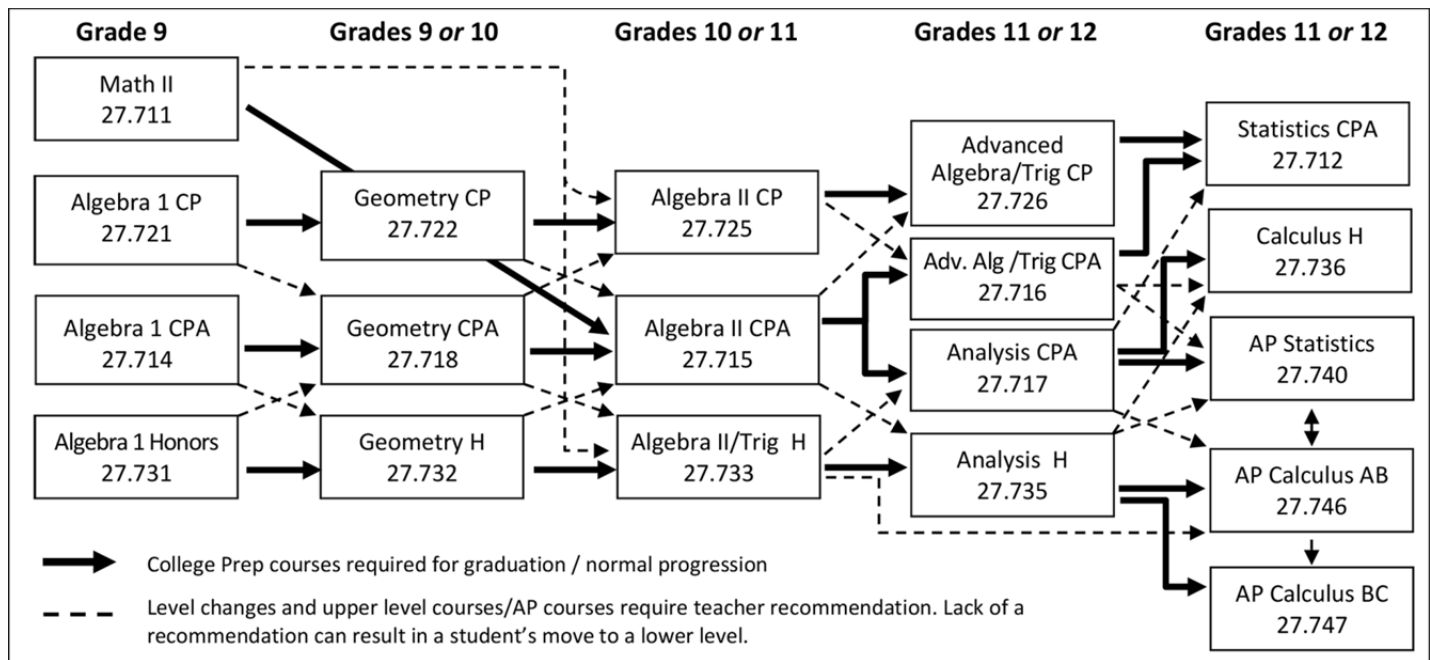 Grade 9
Grades 9 or 10
Grades 10 or 11
Grades 11 or 12
Grades 11 or 12
Math II
27.711
Algebra 1 CP
27.721
Algebra 1 CPA
27.714
Algebra 1 Honors
27.731
Geometry CP
27.722
Geometry CPA
27.718
Geometry H
27.732
Algebra II CP
27.725
Algebra II CPA
27.715
Algebra II/Trig H
27.733
Advanced
Algebra/Trig CP
27.726
Adv. Alg /Trig CPA
27.716
Analysis CPA
27.717
Analysis H
27.735
Statistics CPA
27.712
Calculus H
27.736
AP Statistics
27.740
AP Calculus AB
27.746
AP Calculus BC
27.747
College Prep courses required for graduation / normal progression
Level changes and upper level courses/AP courses require teacher recommendation. Lack of a
recommendation can result in a student's move to a lower level.